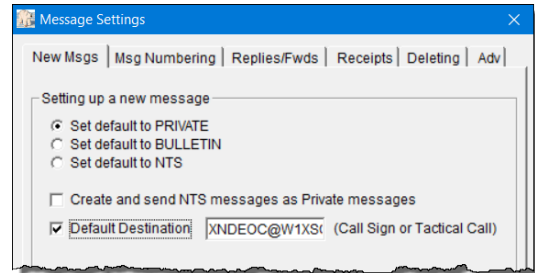 Message Settings
New Msgs Msg Numbering Replies/Fwds Receipts Deleting Adv
Setting up a new message
Set default to PRIVATE
Set default to BULLETIN
Set default to NTS
Create and send NTS messages as Private messages
Default Destination (Call Sign or Tactical Call)